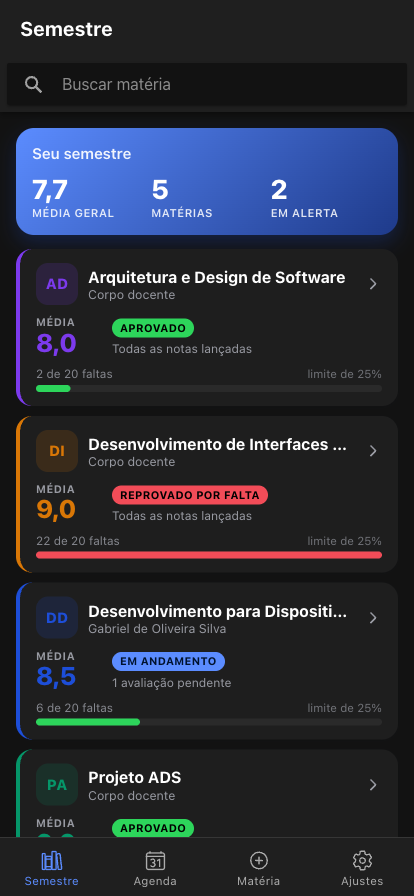 Semestre
Buscar matéria
Seu semestre
7,7 5 2
MÉDIA GERAL MATÉRIAS EM ALERTA
AD
Arquitetura e Design de Software
Corpo docente
MÉDIA
8,0
APROVADO
Todas as notas lançadas
2 de 20 faltas limite de 25%
DI
Desenvolvimento de Interfaces ...
Corpo docente
MÉDIA
9,0
REPROVADO POR FALTA
Todas as notas lançadas
22 de 20 faltas limite de 25%
DD
Desenvolvimento para Dispositi...
Gabriel de Oliveira Silva
MÉDIA
8,5
EM ANDAMENTO
1 avaliação pendente
6 de 20 faltas limite de 25%
PA
Projeto ADS
Corpo docente
MÉDIA
APROVADO
31
Semestre Agenda Matéria Ajustes